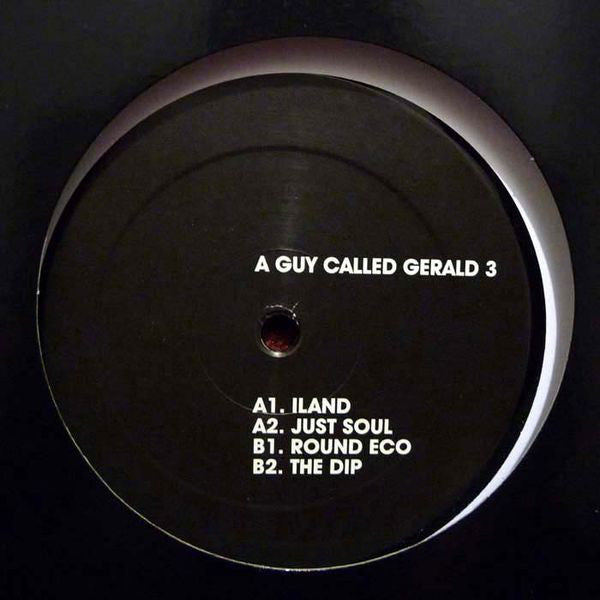 A GUY CALLED GERALD 3
A1. ILAND
A2. JUST SOUL
B1. ROUND ECO
B2. THE DIP